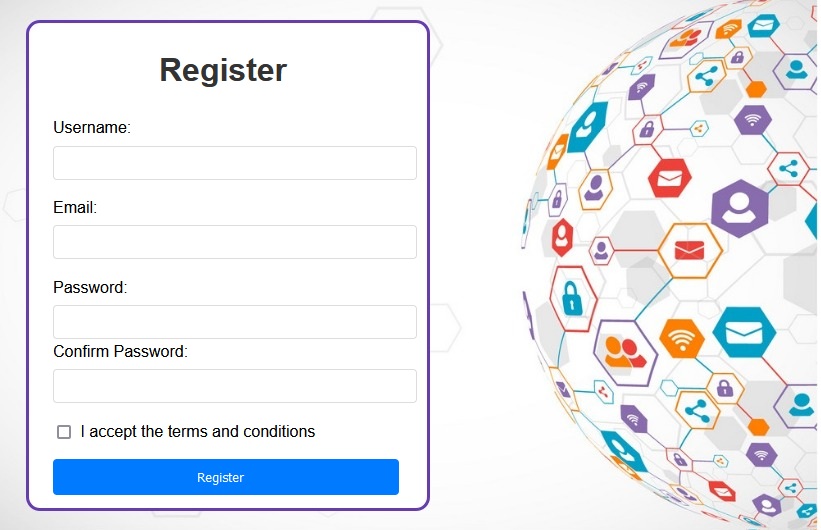 Register
Username:
Email:
Password:
Confirm Password:
I accept the terms and conditions
Register